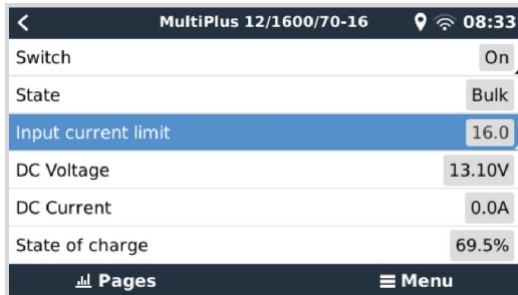 MultiPlus 12/1600/70-16 08:33
Switch On
State Bulk
Input current limit 16.0
DC Voltage 13.10V
DC Current 0.0A
State of charge 69.5%
Pages Menu